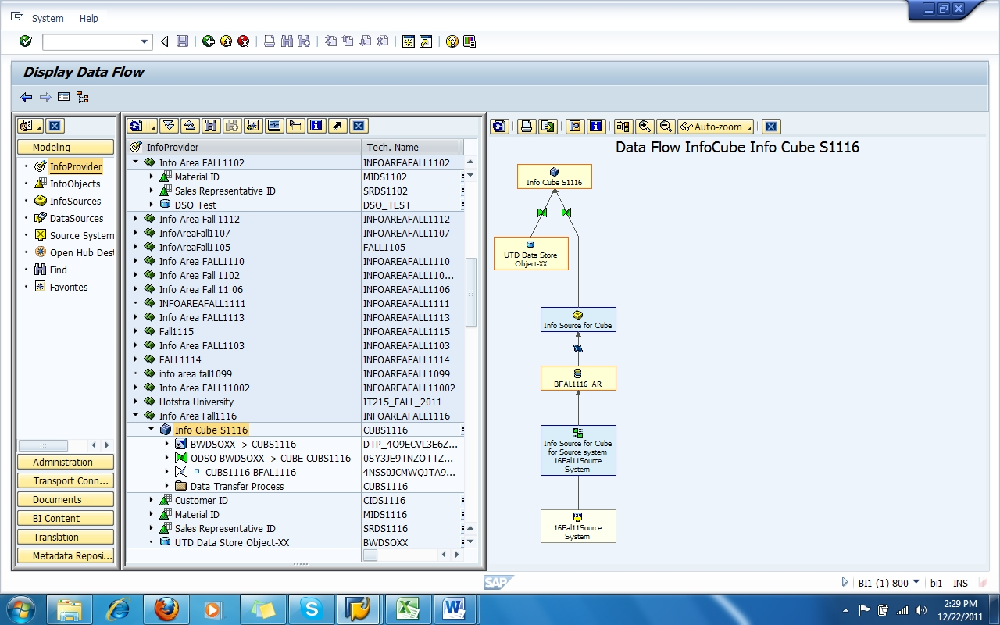 System Help
Display Data Flow
Modeling
InfoProvider
InfoObjects
InfoSources
DataSources
Source System
Open Hub Dest
Find
Favorites
Administration
Transport Conn...
Documents
BI Content
Translation
Metadata Reposi...
InfoProvider Tech. Name
Info Area FALL1102 INFOAREAFALL1102
Material ID MIDS1102
Sales Representative ID SRDS1102
DSO Test DSO_TEST
Info Area Fall 1112 INFOAREAFALL1112
InfoAreaFall1107 INFOAREAFALL1107
InfoAreaFall1105 FALL1105
Info Area FALL1110 INFOAREAFALL1110
Info Area Fall 1102 INFOAREAFALL110...
Info Area Fall 11 06 INFOAREAFALL1106
INFOAREAFALL1111 INFOAREAFALL1111
Info Area FALL1113 INFOAREAFALL1113
Fall1115 INFOAREAFALL1115
Info Area FALL1103 INFOAREAFALL1103
FALL1114 INFOAREAFALL1114
info area fall1099 INFOAREAFALL1099
Info Area FALL11002 INFOAREAFALL11002
Hofstra University IT215_FALL_2011
Info Area Fall1116 INFOAREAFALL1116
Info Cube S1116 CUBS1116
BWDSOXX -> CUBS1116 DTP_4O9ECVL3E6Z...
ODSO BWDSOXX -> CUBE CUBS1116 0SY3JE9TNZOTTZ...
CUBS1116 BFAL1116 4NSS0JCMWQJTA9...
Data Transfer Process CUBS1116
Customer ID CIDS1116
Material ID MIDS1116
Sales Representative ID SRDS1116
UTD Data Store Object-XX BWDSOXX
Auto-zoom
Data Flow InfoCube Info Cube S1116
Info Cube S1116
UTD Data Store
Object-XX
Info Source for Cube
BFAL1116_AR
Info Source for Cube
for Source system
16Fal11Source
System
16Fal11Source
System
SAP
BI1 (1) 800 bi1 INS
2:29 PM
12/22/2011